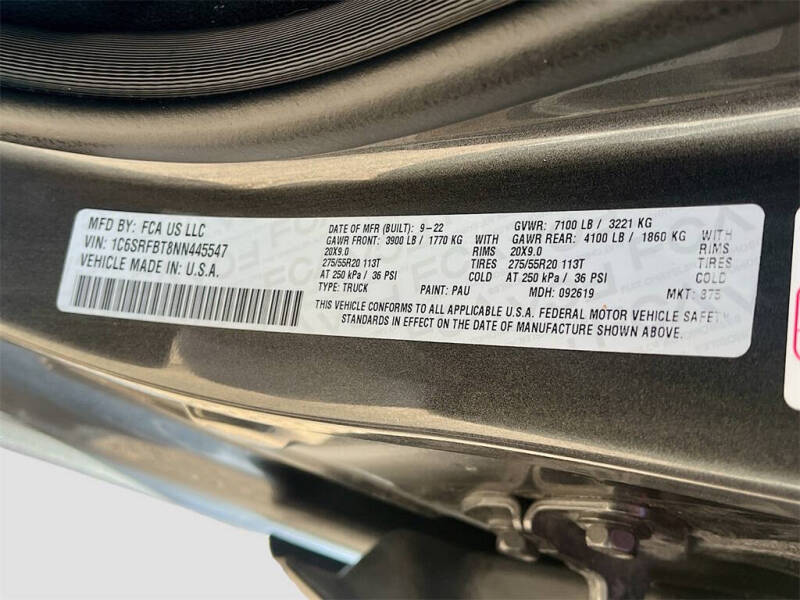 MFD BY: FCA US LLC
VIN: 1C6SRFBT8NN445547
VEHICLE MADE IN: U.S.A.
DATE OF MFR (BUILT): 9-22 GVWR: 7100 LB / 3221 KG
GAWR FRONT: 3900 LB / 1770 KG WITH GAWR REAR: 4100 LB / 1860 KG WITH
20X9.0 RIMS 20X9.0 RIMS
275/55R20 113T TIRES 275/55R20 113T TIRES
AT 250 kPa / 36 PSI COLD AT 250 kPa / 36 PSI COLD
TYPE: TRUCK PAINT: PAU MDH: 092619 MKT: 875
THIS VEHICLE CONFORMS TO ALL APPLICABLE U.S.A. FEDERAL MOTOR VEHICLE SAFETY
STANDARDS IN EFFECT ON THE DATE OF MANUFACTURE SHOWN ABOVE.